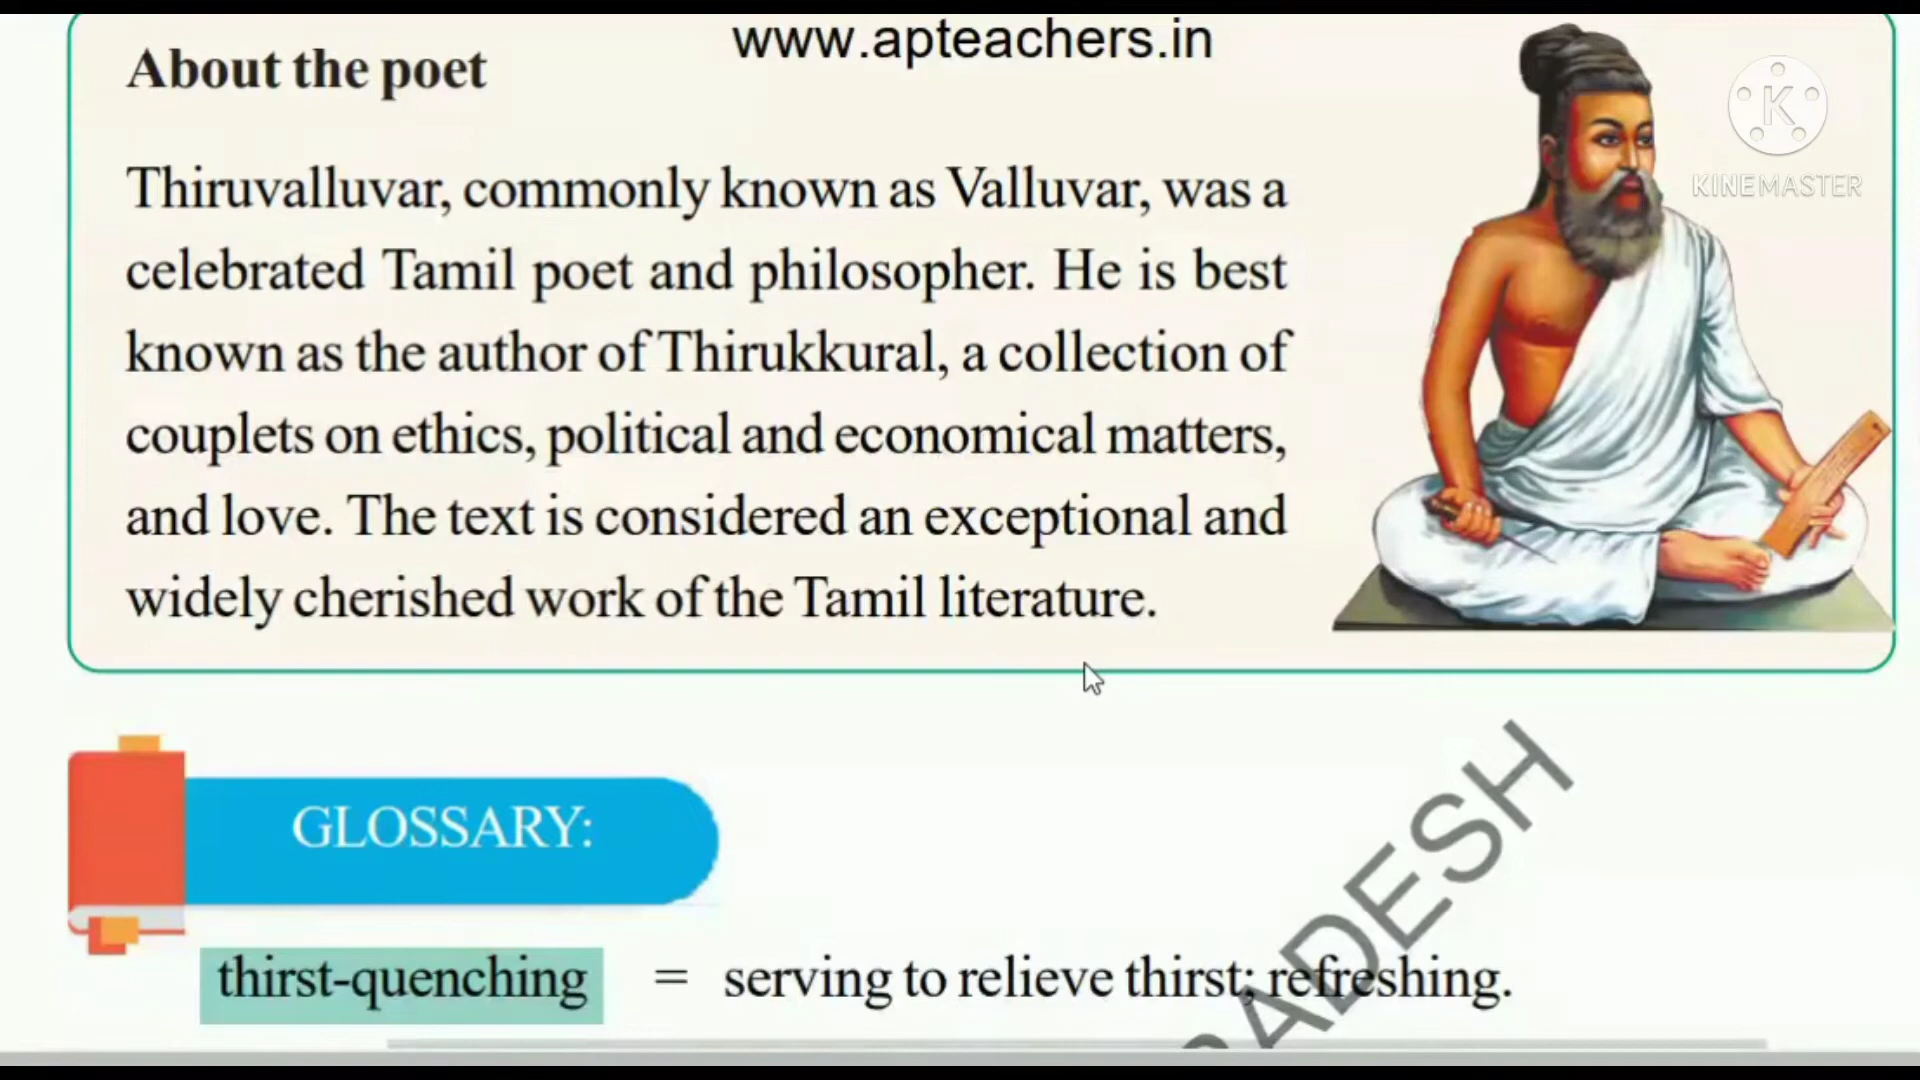 www.apteachers.in
About the poet
K
KINEMASTER
Thiruvalluvar, commonly known as Valluvar, was a
celebrated Tamil poet and philosopher. He is best
known as the author of Thirukkural, a collection of
couplets on ethics, political and economical matters,
and love. The text is considered an exceptional and
widely cherished work of the Tamil literature.
GLOSSARY:
thirst-quenching = serving to relieve thirst; refreshing.
RADESH